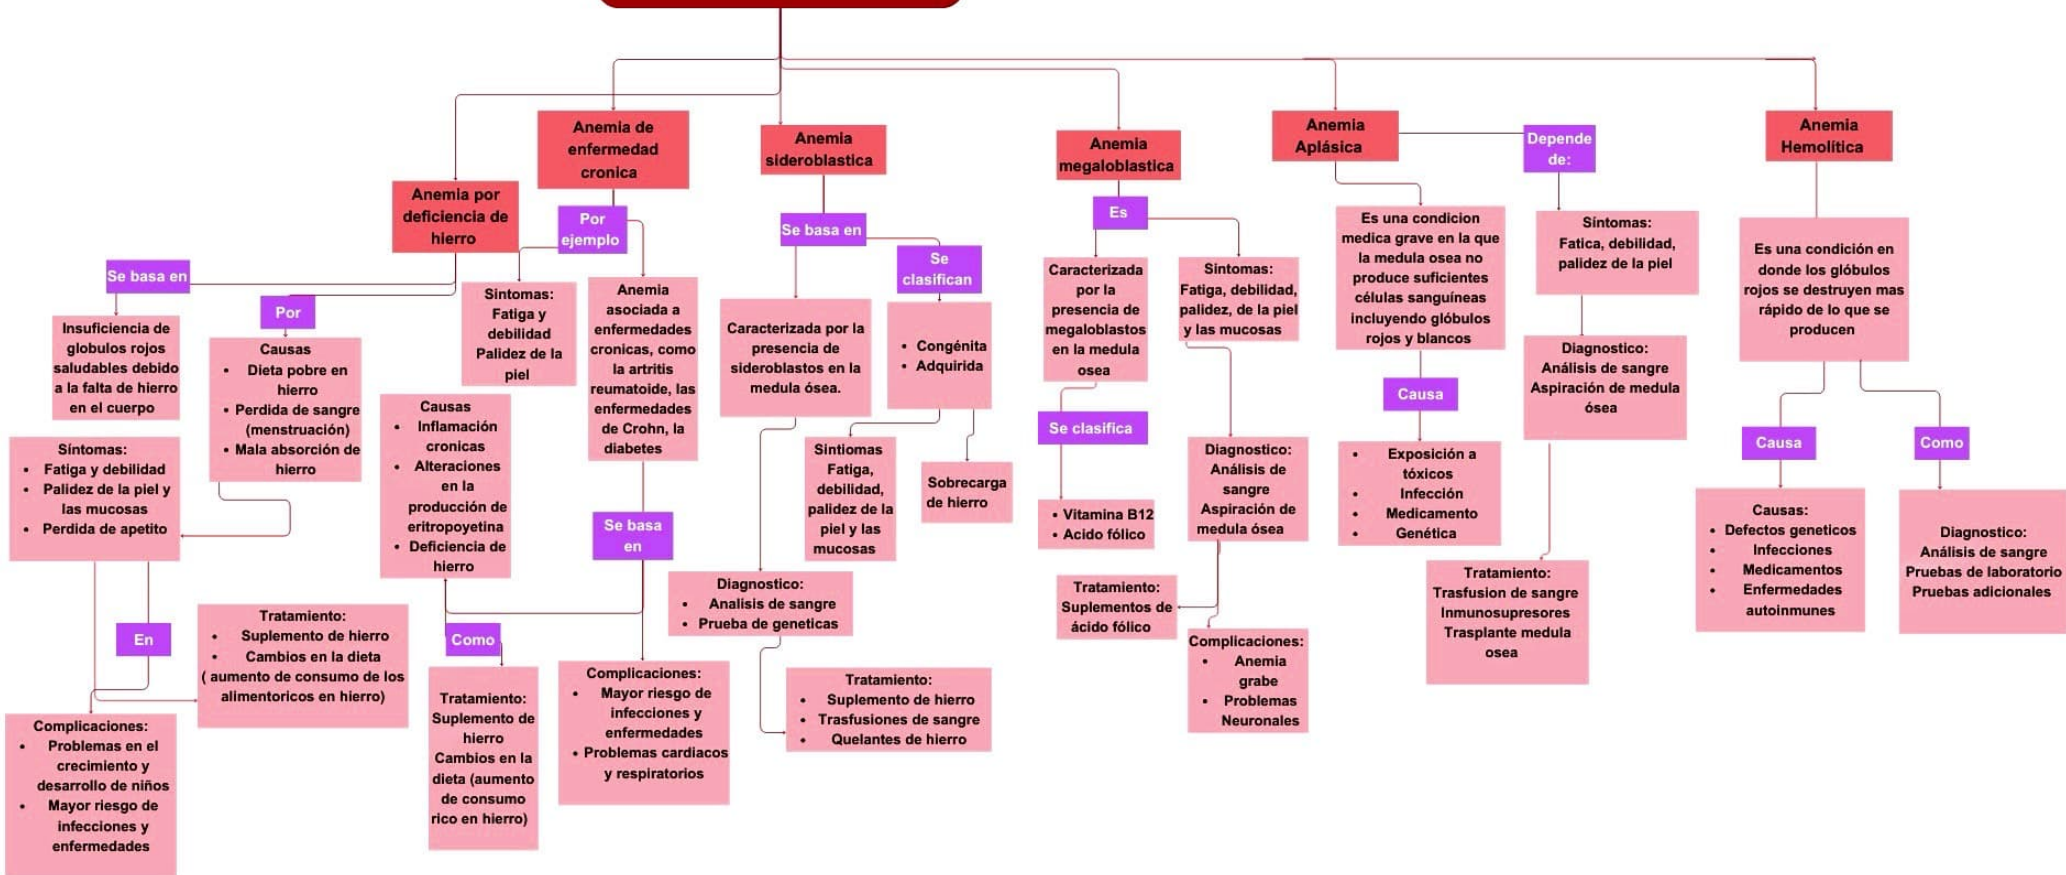 Anemia por
deficiencia de
hierro
Se basa en
Insuficiencia de
globulos rojos
saludables debido
a la falta de hierro
en el cuerpo
Por
Causas
• Dieta pobre en
hierro
• Perdida de sangre
(menstruación)
• Mala absorción de
hierro
Síntomas:
• Fatiga y debilidad
• Palidez de la piel y
las mucosas
• Perdida de apetito
En
Tratamiento:
• Suplemento de hierro
• Cambios en la dieta
( aumento de consumo de los
alimentoricos en hierro)
Complicaciones:
• Problemas en el
crecimiento y
desarrollo de niños
• Mayor riesgo de
infecciones y
enfermedades
Anemia de
enfermedad
cronica
Por
ejemplo
Sintomas:
Fatiga y
debilidad
Palidez de la
piel
Anemia
asociada a
enfermedades
cronicas, como
la artritis
reumatoide, las
enfermedades
de Crohn, la
diabetes
Causas
• Inflamación
cronicas
• Alteraciones
en la
producción de
eritropoyetina
• Deficiencia de
hierro
Se basa
en
Como
Tratamiento:
Suplemento de
hierro
Cambios en la
dieta (aumento
de consumo
rico en hierro)
Complicaciones:
• Mayor riesgo de
infecciones y
enfermedades
• Problemas cardiacos
y respiratorios
Anemia
sideroblastica
Se basa en
Se
clasifican
Caracterizada por la
presencia de
sideroblastos en la
medula ósea.
• Congénita
• Adquirida
Sintiomas
Fatiga,
debilidad,
palidez de la
piel y las
mucosas
Sobrecarga
de hierro
Diagnostico:
• Analisis de sangre
• Prueba de geneticas
Tratamiento:
• Suplemento de hierro
• Trasfusiones de sangre
• Quelantes de hierro
Anemia
megaloblastica
Es
Caracterizada
por la
presencia de
megaloblastos
en la medula
osea
Sintomas:
Fatiga, debilidad,
palidez, de la piel
y las mucosas
Se clasifica
• Vitamina B12
• Acido fólico
Diagnostico:
Análisis de
sangre
Aspiración de
medula ósea
Tratamiento:
Suplementos de
ácido fólico
Complicaciones:
• Anemia
grabe
• Problemas
Neuronales
Anemia
Aplásica
Depende
de:
Es una condicion
medica grave en la que
la medula osea no
produce suficientes
células sanguíneas
incluyendo glóbulos
rojos y blancos
Síntomas:
Fatica, debilidad,
palidez de la piel
Causa
• Exposición a
tóxicos
• Infección
• Medicamento
• Genética
Diagnostico:
Análisis de sangre
Aspiración de medula
ósea
Tratamiento:
Trasfusion de sangre
Inmunosupresores
Trasplante medula
osea
Anemia
Hemolítica
Es una condición en
donde los glóbulos
rojos se destruyen mas
rápido de lo que se
producen
Causa
Como
Causas:
• Defectos geneticos
• Infecciones
• Medicamentos
• Enfermedades
autoinmunes
Diagnostico:
Análisis de sangre
Pruebas de laboratorio
Pruebas adicionales